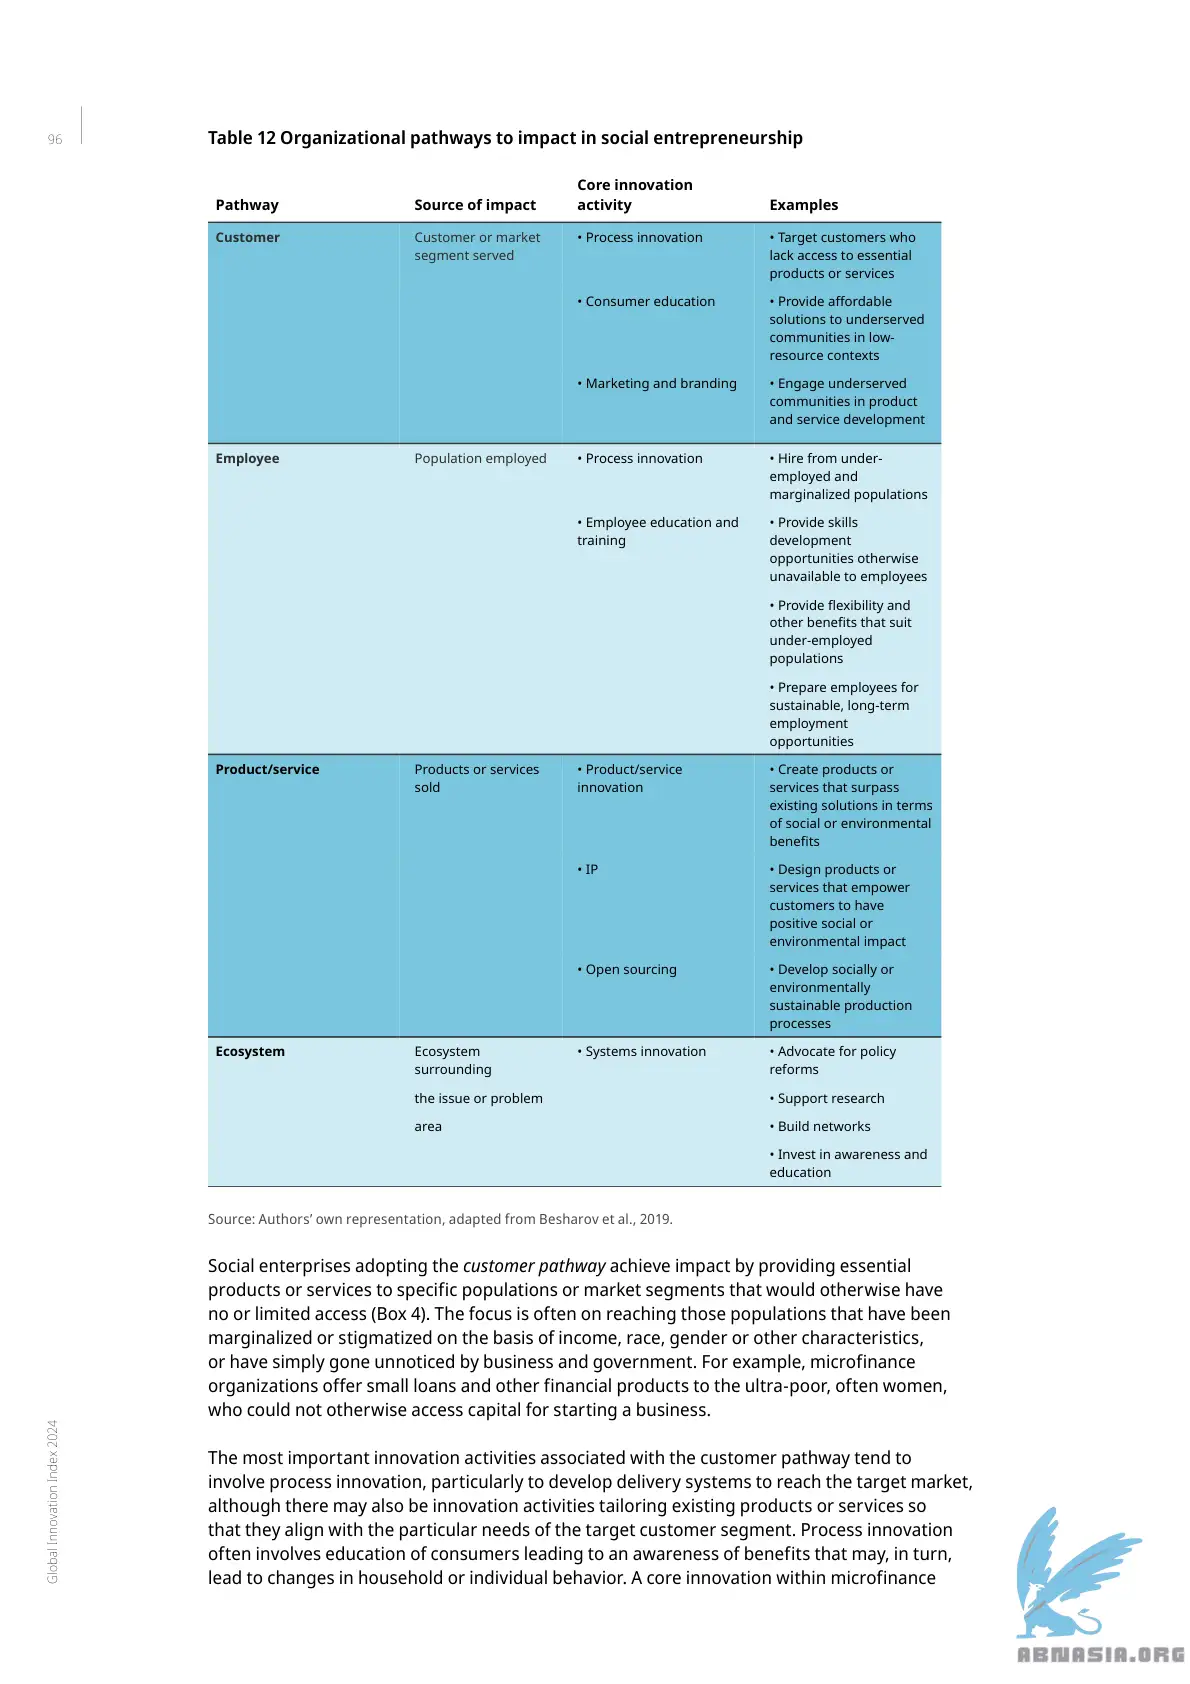 96
Table 12 Organizational pathways to impact in social entrepreneurship
Pathway
Source of impact
Core innovation
activity
Examples
Customer
Customer or market
segment served
• Process innovation
• Target customers who
lack access to essential
products or services
• Consumer education
• Provide affordable
solutions to underserved
communities in low-
resource contexts
• Marketing and branding
• Engage underserved
communities in product
and service development
Employee
Population employed
• Process innovation
• Hire from under-
employed and
marginalized populations
• Employee education and
training
• Provide skills
development
opportunities otherwise
unavailable to employees
• Provide flexibility and
other benefits that suit
under-employed
populations
• Prepare employees for
sustainable, long-term
employment
opportunities
Product/service
Products or services
sold
• Product/service
innovation
• Create products or
services that surpass
existing solutions in terms
of social or environmental
benefits
• IP
• Design products or
services that empower
customers to have
positive social or
environmental impact
• Open sourcing
• Develop socially or
environmentally
sustainable production
processes
Ecosystem
Ecosystem
surrounding
the issue or problem
area
• Systems innovation
• Advocate for policy
reforms
• Support research
• Build networks
• Invest in awareness and
education
Source: Authors’ own representation, adapted from Besharov et al., 2019.
Social enterprises adopting the customer pathway achieve impact by providing essential
products or services to specific populations or market segments that would otherwise have
no or limited access (Box 4). The focus is often on reaching those populations that have been
marginalized or stigmatized on the basis of income, race, gender or other characteristics,
or have simply gone unnoticed by business and government. For example, microfinance
organizations offer small loans and other financial products to the ultra-poor, often women,
who could not otherwise access capital for starting a business.
The most important innovation activities associated with the customer pathway tend to
involve process innovation, particularly to develop delivery systems to reach the target market,
although there may also be innovation activities tailoring existing products or services so
that they align with the particular needs of the target customer segment. Process innovation
often involves education of consumers leading to an awareness of benefits that may, in turn,
lead to changes in household or individual behavior. A core innovation within microfinance
Global Innovation Index 2024
ABNASIA.ORG